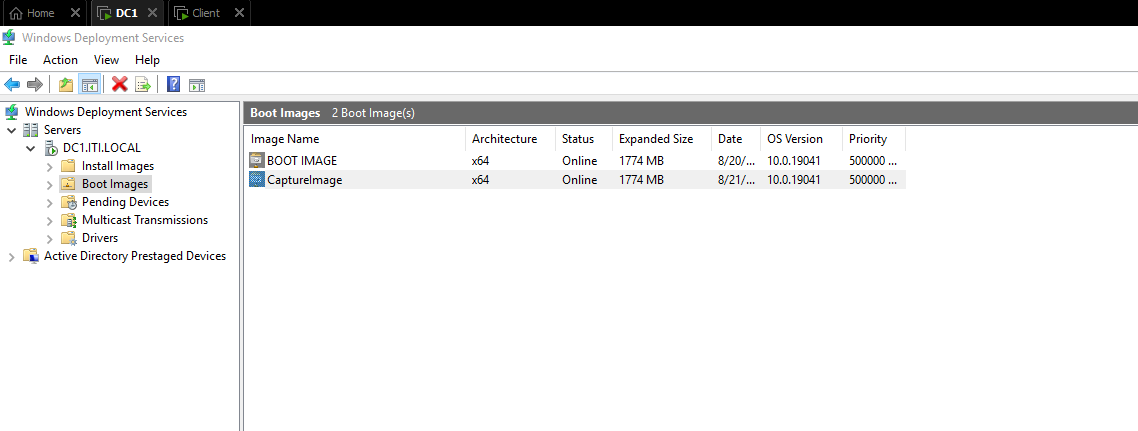 Home DC1 Client
Windows Deployment Services
File Action View Help
Windows Deployment Services
Servers
DC1.ITI.LOCAL
Install Images
Boot Images
Pending Devices
Multicast Transmissions
Drivers
Active Directory Prestaged Devices
Boot Images 2 Boot Image(s)
Image Name Architecture Status Expanded Size Date OS Version Priority
BOOT IMAGE x64 Online 1774 MB 8/20/... 10.0.19041 500000 ...
CaptureImage x64 Online 1774 MB 8/21/... 10.0.19041 500000 ...